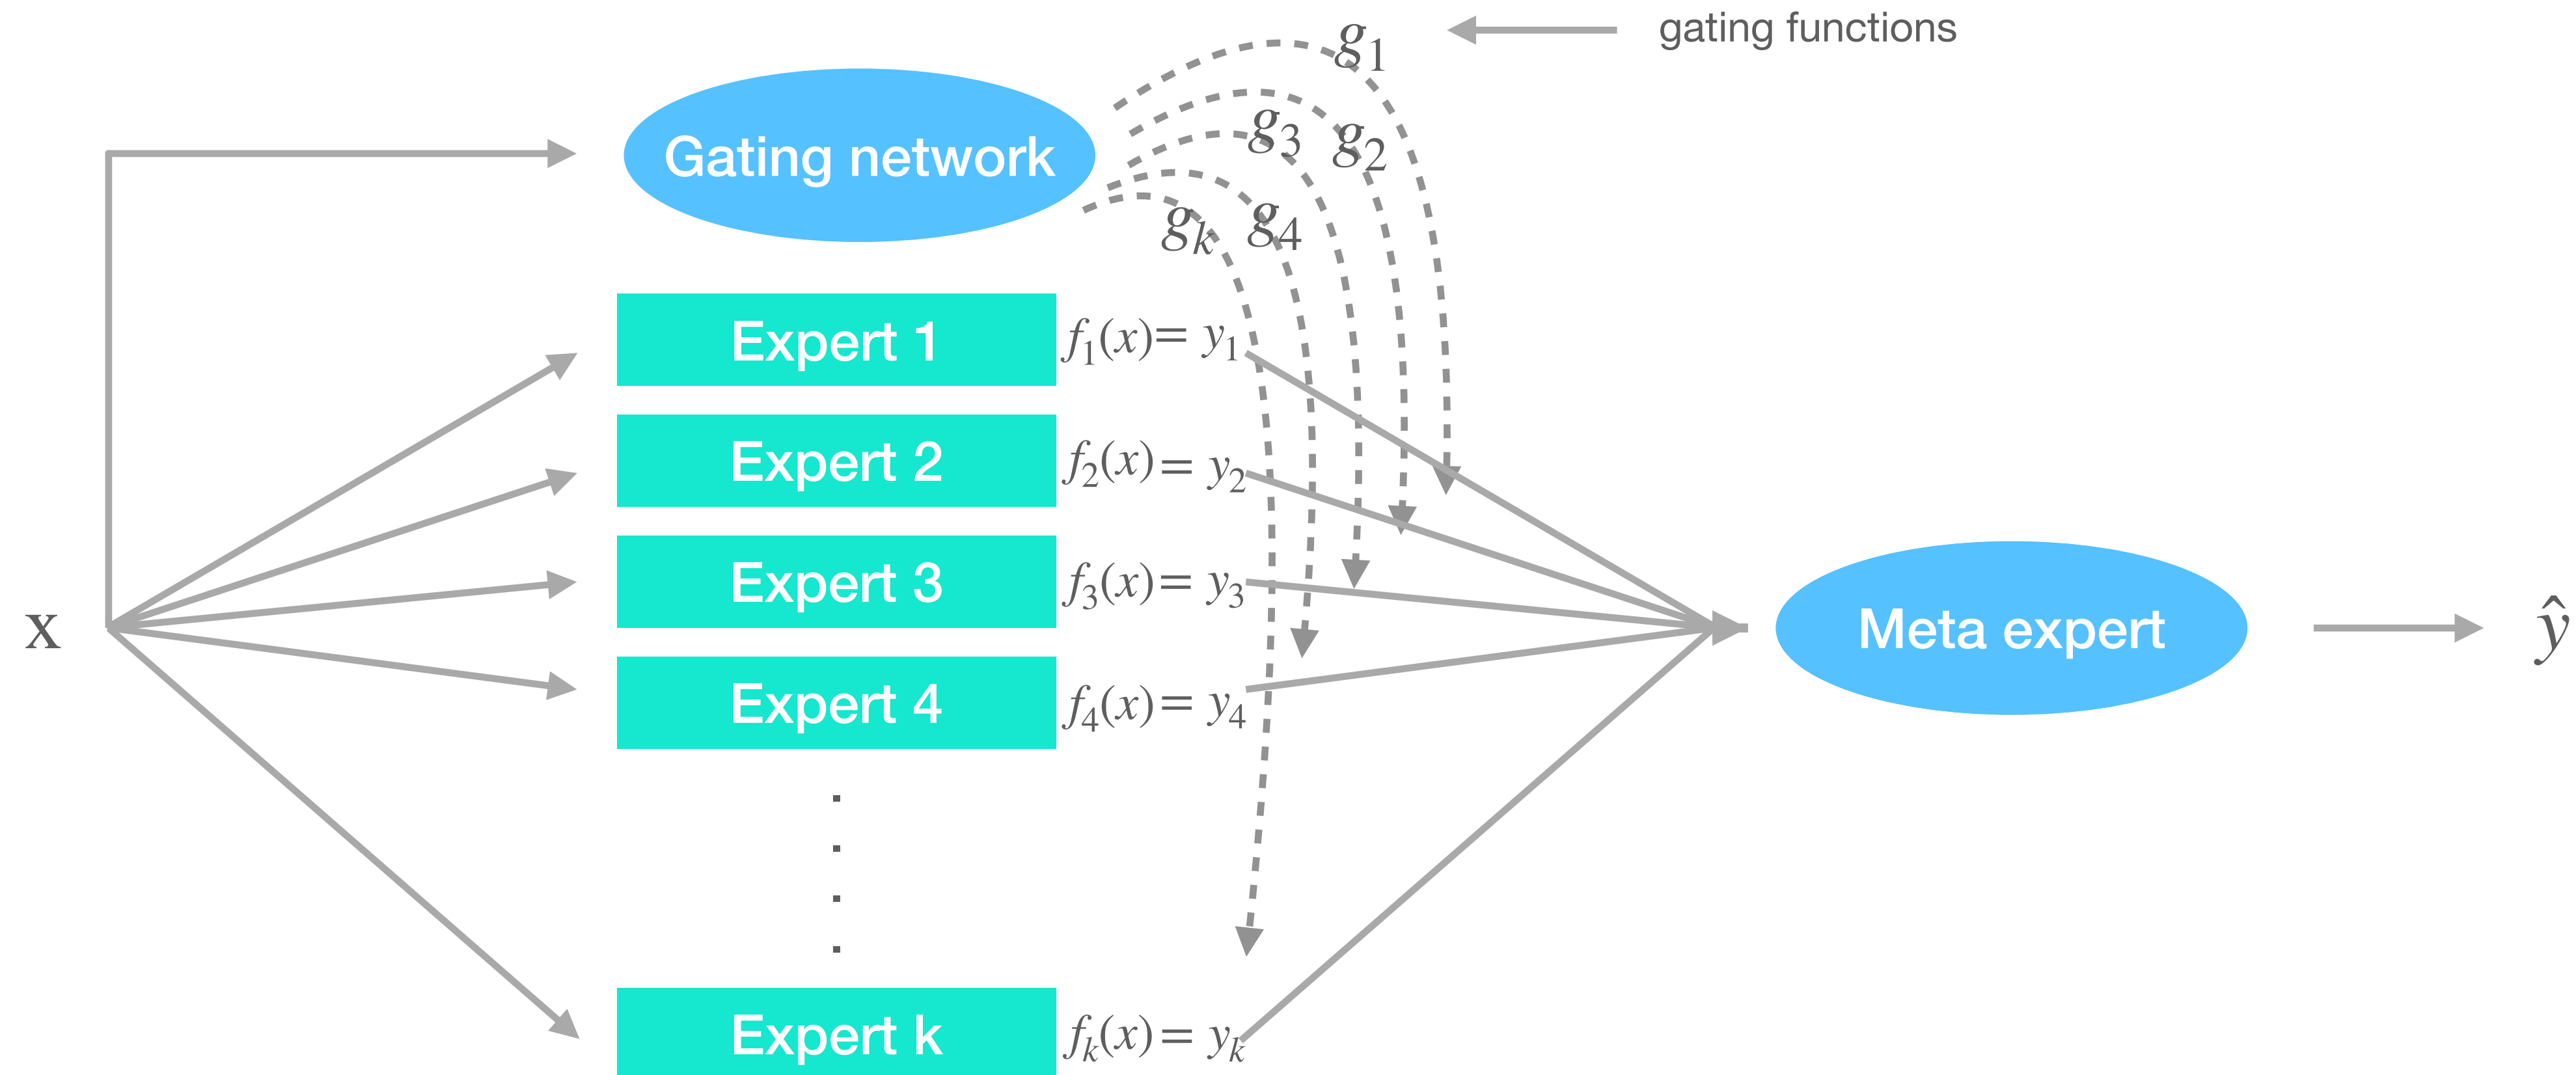 g₁
gating functions
Gating network
g₃
g₂
gₖ
g₄
Expert 1
f₁(x) = y₁
Expert 2
f₂(x) = y₂
Expert 3
f₃(x) = y₃
x
Meta expert
ŷ
Expert 4
f₄(x) = y₄
Expert k
fₖ(x) = yₖ